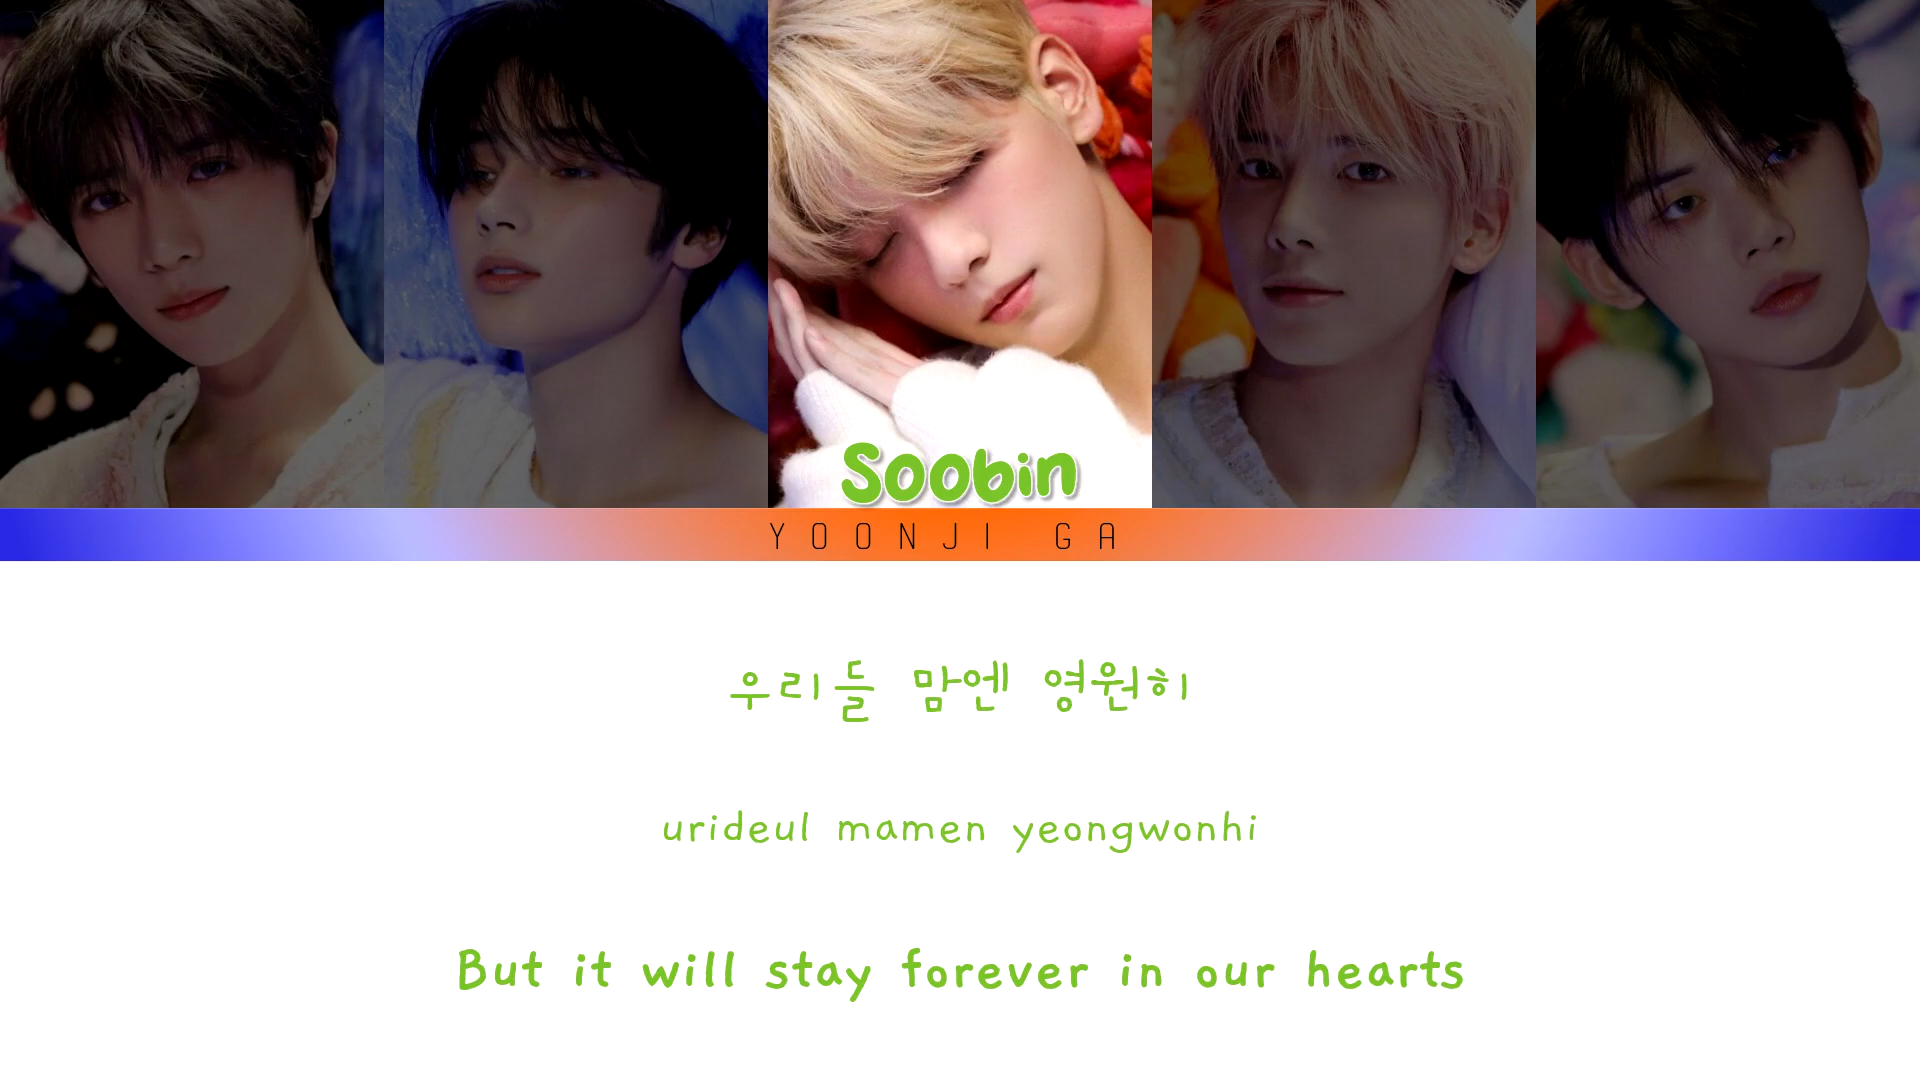 Soobin
YOONJI GA
우리들 맘엔 영원히
urideul mamen yeongwonhi
But it will stay forever in our hearts